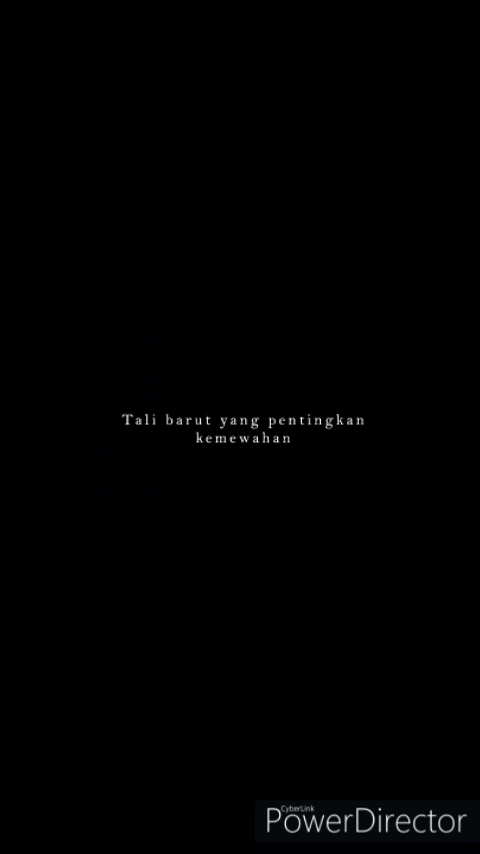 Tali barut yang pentingkan
kemewahan
CyberLink
PowerDirector